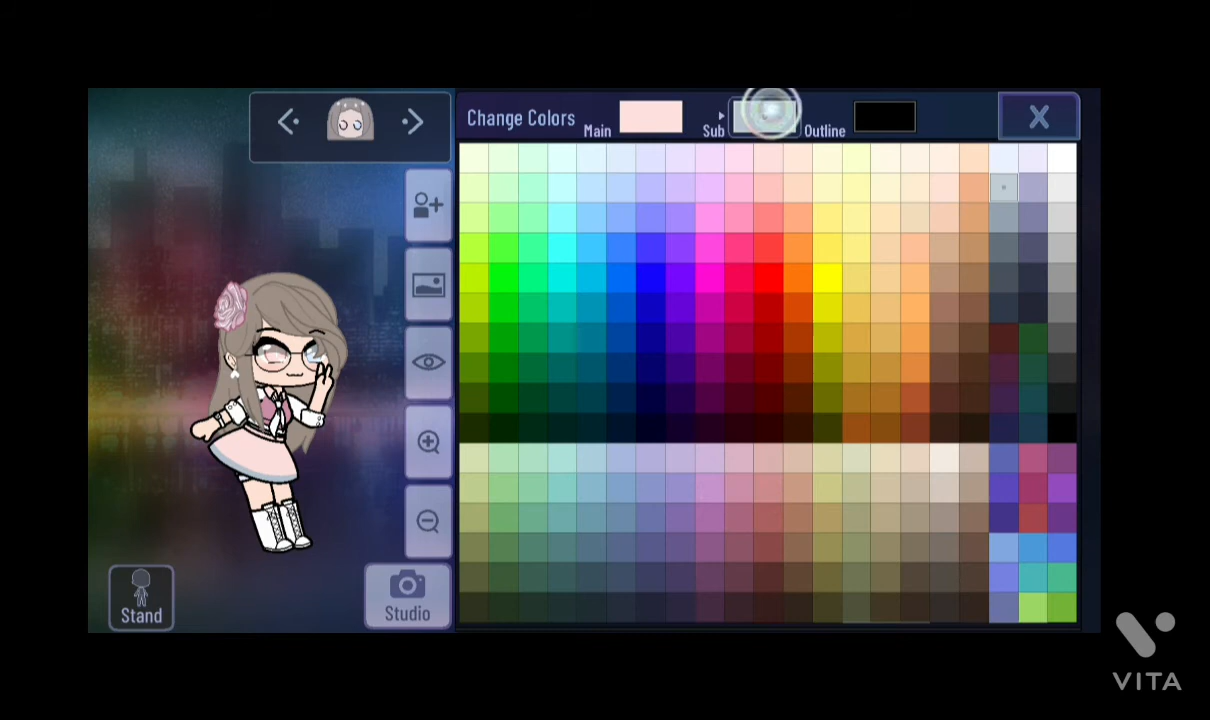 Change Colors
Main
Sub
Outline
X
Stand
Studio
VITA